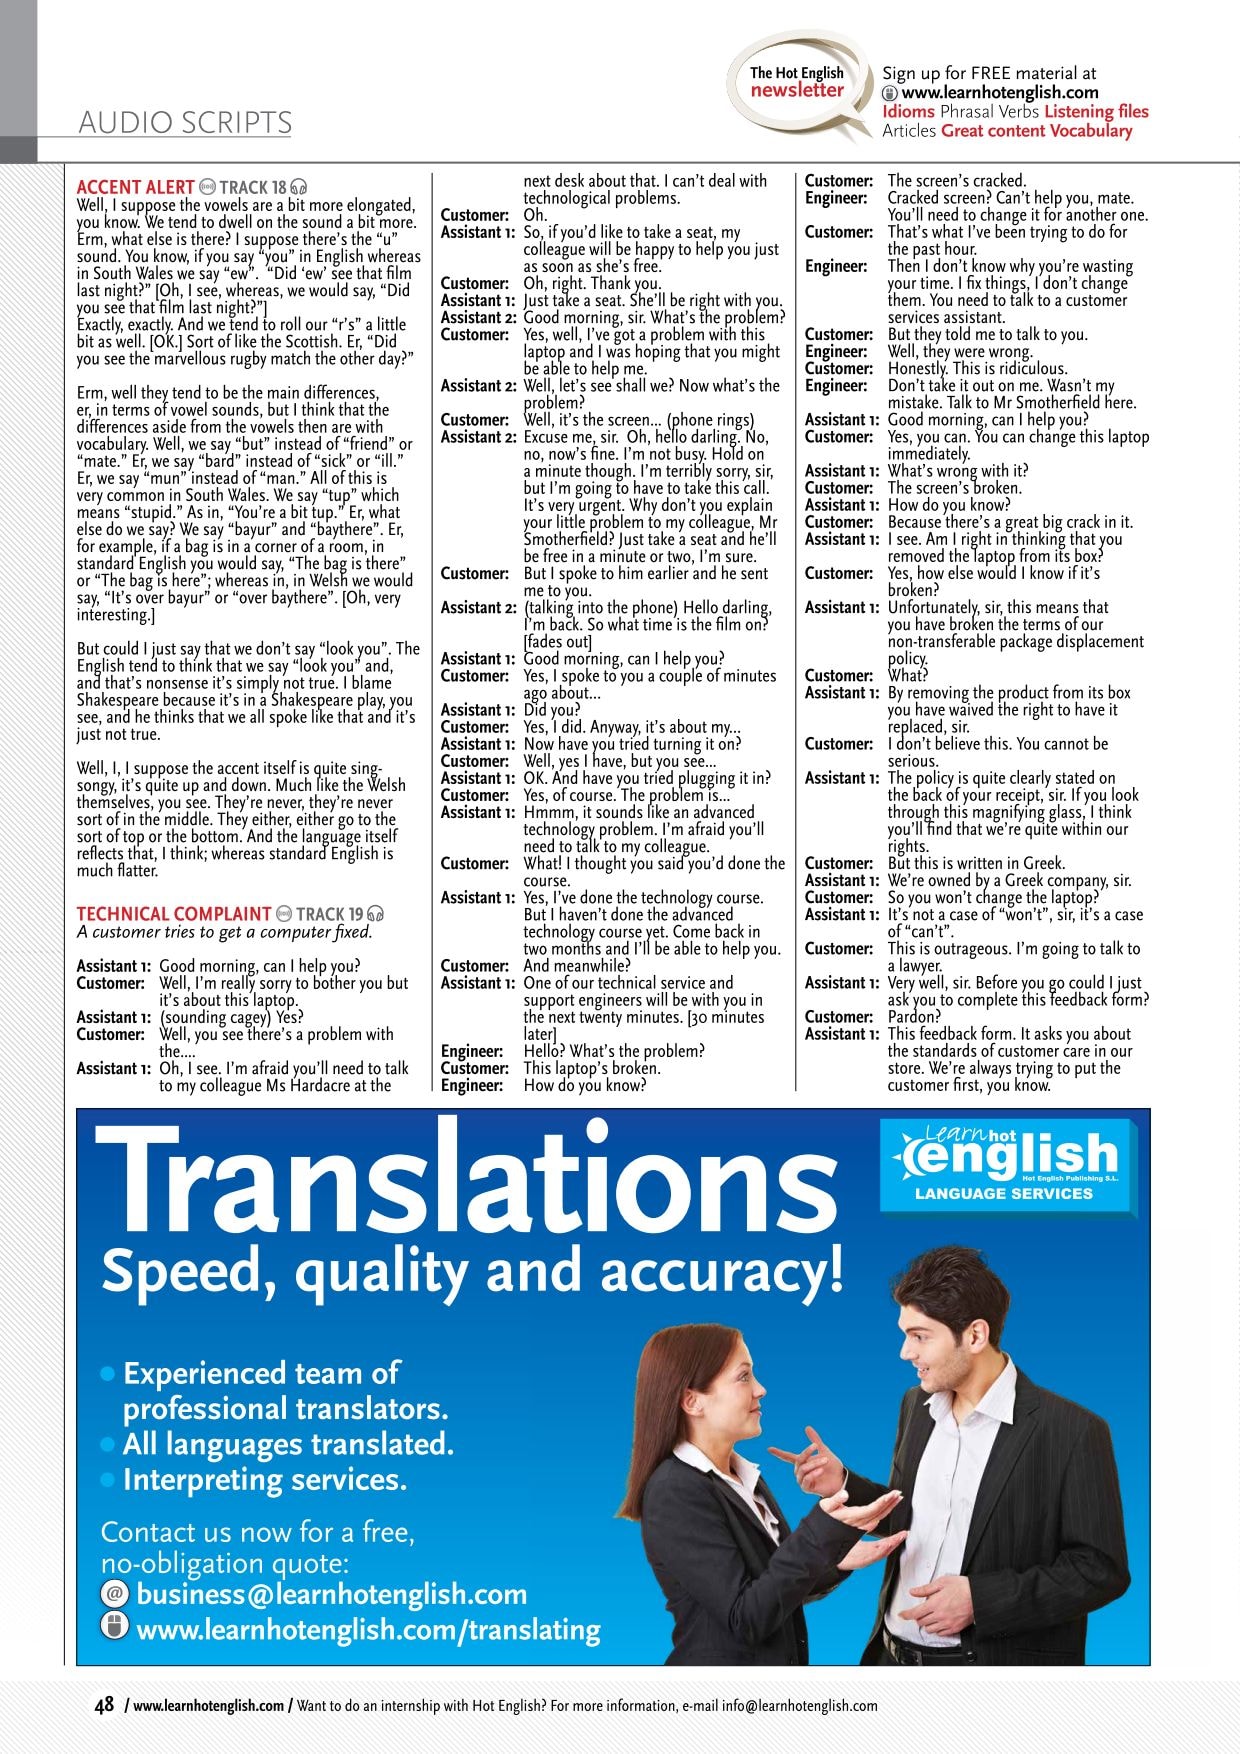 The Hot English
newsletter
Sign up for FREE material at
www.learnhotenglish.com
Idioms Phrasal Verbs Listening files
Articles Great content Vocabulary
AUDIO SCRIPTS
ACCENT ALERT TRACK 18
Well, I suppose the vowels are a bit more elongated,
you know. We tend to dwell on the sound a bit more.
Erm, what else is there? I suppose there's the “u”
sound. You know, if you say “you” in English whereas
in South Wales we say “ew”.  “Did ‘ew’ see that film
last night?” [Oh, I see, whereas, we would say, “Did
you see that film last night?”]
Exactly, exactly. And we tend to roll our “r’s” a little
bit as well. [OK.] Sort of like the Scottish. Er, “Did
you see the marvellous rugby match the other day?”
Erm, well they tend to be the main differences,
er, in terms of vowel sounds, but I think that the
differences aside from the vowels then are with
vocabulary. Well, we say “but” instead of “friend” or
“mate.” Er, we say “bard” instead of “sick” or “ill.”
Er, we say “mun” instead of “man.” All of this is
very common in South Wales. We say “tup” which
means “stupid.” As in, “You’re a bit tup.” Er, what
else do we say? We say “bayur” and “baythere”. Er,
for example, if a bag is in a corner of a room, in
standard English you would say, “The bag is there”
or “The bag is here”; whereas in, in Welsh we would
say, “It’s over bayur” or “over baythere”. [Oh, very
interesting.]
But could I just say that we don’t say “look you”. The
English tend to think that we say “look you” and,
and that’s nonsense it’s simply not true. I blame
Shakespeare because it’s in a Shakespeare play, you
see, and he thinks that we all spoke like that and it’s
just not true.
Well, I, I suppose the accent itself is quite sing-
songy, it’s quite up and down. Much like the Welsh
themselves, you see. They’re never, they’re never
sort of in the middle. They either, either go to the
sort of top or the bottom. And the language itself
reflects that, I think; whereas standard English is
much flatter.
TECHNICAL COMPLAINT TRACK 19
A customer tries to get a computer fixed.
Assistant 1: Good morning, can I help you?
Customer: Well, I’m really sorry to bother you but
it’s about this laptop.
Assistant 1: (sounding cagey) Yes?
Customer: Well, you see there’s a problem with
the....
Assistant 1: Oh, I see. I’m afraid you’ll need to talk
to my colleague Ms Hardacre at the
next desk about that. I can’t deal with
technological problems.
Customer: Oh.
Assistant 1: So, if you’d like to take a seat, my
colleague will be happy to help you just
as soon as she’s free.
Customer: Oh, right. Thank you.
Assistant 1: Just take a seat. She’ll be right with you.
Assistant 2: Good morning, sir. What’s the problem?
Customer: Yes, well, I’ve got a problem with this
laptop and I was hoping that you might
be able to help me.
Assistant 2: Well, let’s see shall we? Now what’s the
problem?
Customer: Well, it’s the screen... (phone rings)
Assistant 2: Excuse me, sir.  Oh, hello darling. No,
no, now’s fine. I’m not busy. Hold on
a minute though. I’m terribly sorry, sir,
but I’m going to have to take this call.
It’s very urgent. Why don’t you explain
your little problem to my colleague, Mr
Smotherfield? Just take a seat and he’ll
be free in a minute or two, I’m sure.
Customer: But I spoke to him earlier and he sent
me to you.
Assistant 2: (talking into the phone) Hello darling,
I’m back. So what time is the film on?
[fades out]
Assistant 1: Good morning, can I help you?
Customer: Yes, I spoke to you a couple of minutes
ago about...
Assistant 1: Did you?
Customer: Yes, I did. Anyway, it’s about my...
Assistant 1: Now have you tried turning it on?
Customer: Well, yes I have, but you see...
Assistant 1: OK. And have you tried plugging it in?
Customer: Yes, of course. The problem is...
Assistant 1: Hmmm, it sounds like an advanced
technology problem. I’m afraid you’ll
need to talk to my colleague.
Customer: What! I thought you said you’d done the
course.
Assistant 1: Yes, I’ve done the technology course.
But I haven’t done the advanced
technology course yet. Come back in
two months and I’ll be able to help you.
Customer: And meanwhile?
Assistant 1: One of our technical service and
support engineers will be with you in
the next twenty minutes. [30 minutes
later]
Engineer: Hello? What’s the problem?
Customer: This laptop’s broken.
Engineer: How do you know?
Customer: The screen’s cracked.
Engineer: Cracked screen? Can’t help you, mate.
You’ll need to change it for another one.
Customer: That’s what I’ve been trying to do for
the past hour.
Engineer: Then I don’t know why you’re wasting
your time. I fix things, I don’t change
them. You need to talk to a customer
services assistant.
Customer: But they told me to talk to you.
Engineer: Well, they were wrong.
Customer: Honestly. This is ridiculous.
Engineer: Don’t take it out on me. Wasn’t my
mistake. Talk to Mr Smotherfield here.
Assistant 1: Good morning, can I help you?
Customer: Yes, you can. You can change this laptop
immediately.
Assistant 1: What’s wrong with it?
Customer: The screen’s broken.
Assistant 1: How do you know?
Customer: Because there’s a great big crack in it.
Assistant 1: I see. Am I right in thinking that you
removed the laptop from its box?
Customer: Yes, how else would I know if it’s
broken?
Assistant 1: Unfortunately, sir, this means that
you have broken the terms of our
non-transferable package displacement
policy.
Customer: What?
Assistant 1: By removing the product from its box
you have waived the right to have it
replaced, sir.
Customer: I don’t believe this. You cannot be
serious.
Assistant 1: The policy is quite clearly stated on
the back of your receipt, sir. If you look
through this magnifying glass, I think
you’ll find that we’re quite within our
rights.
Customer: But this is written in Greek.
Assistant 1: We’re owned by a Greek company, sir.
Customer: So you won’t change the laptop?
Assistant 1: It’s not a case of “won’t”, sir, it’s a case
of “can’t”.
Customer: This is outrageous. I’m going to talk to
a lawyer.
Assistant 1: Very well, sir. Before you go could I just
ask you to complete this feedback form?
Customer: Pardon?
Assistant 1: This feedback form. It asks you about
the standards of customer care in our
store. We’re always trying to put the
customer first, you know.
Translations
Speed, quality and accuracy!
Learn hot
english
Hot English Publishing S.L.
LANGUAGE SERVICES
• Experienced team of
professional translators.
• All languages translated.
• Interpreting services.
Contact us now for a free,
no-obligation quote:
@ business@learnhotenglish.com
www.learnhotenglish.com/translating
48 / www.learnhotenglish.com / Want to do an internship with Hot English? For more information, e-mail info@learnhotenglish.com